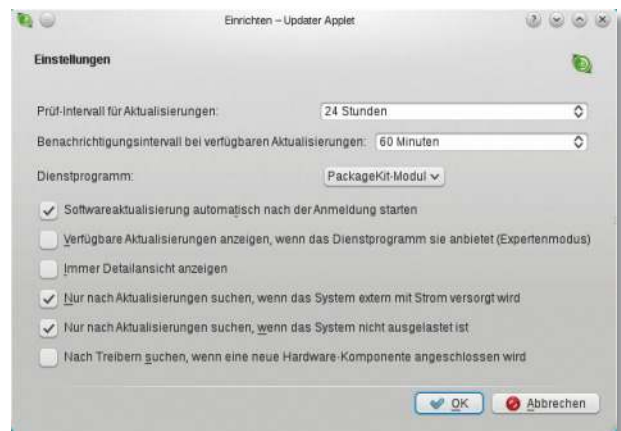 Einrichten – Updater Applet
Einstellungen
Prüf-Intervall für Aktualisierungen: 24 Stunden
Benachrichtigungsintervall bei verfügbaren Aktualisierungen: 60 Minuten
Dienstprogramm: PackageKit-Modul
Softwareaktualisierung automatisch nach der Anmeldung starten
Verfügbare Aktualisierungen anzeigen, wenn das Dienstprogramm sie anbietet (Expertenmodus)
Immer Detailansicht anzeigen
Nur nach Aktualisierungen suchen, wenn das System extern mit Strom versorgt wird
Nur nach Aktualisierungen suchen, wenn das System nicht ausgelastet ist
Nach Treibern suchen, wenn eine neue Hardware-Komponente angeschlossen wird
OK Abbrechen